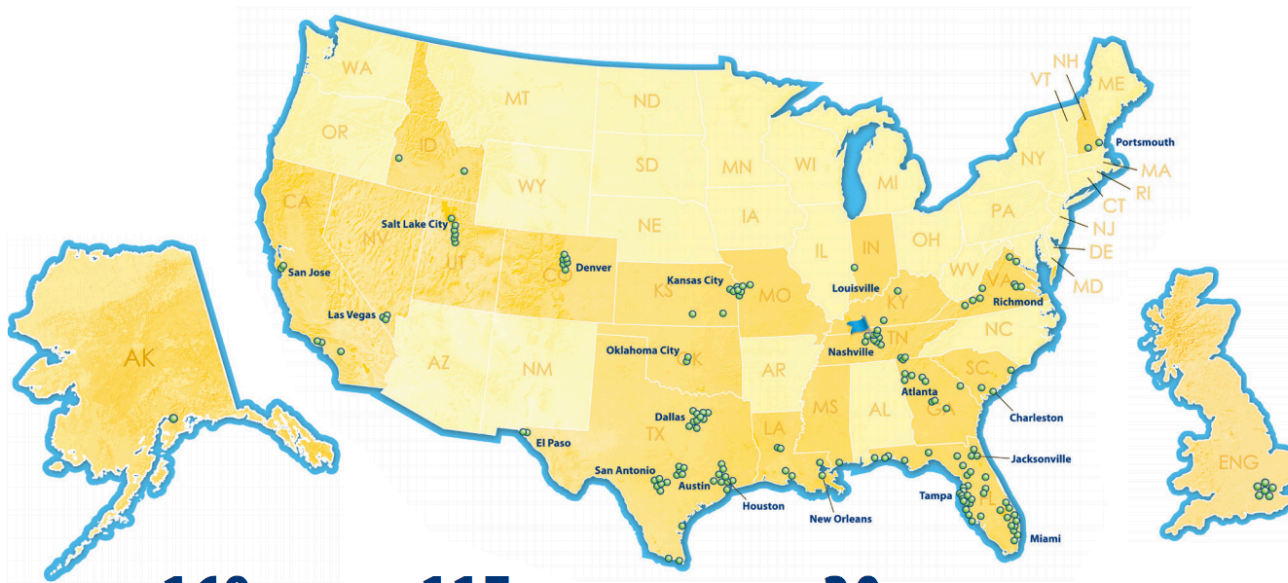 NH
VT
ME
WA
MT
ND
OR
ID
MN
SD
WI
NY
Portsmouth
MA
RI
WY
MI
CT
CA
IA
PA
NE
NJ
Salt Lake City
NV
IL
IN
OH
DE
UT
WV
MD
San Jose
CO
Denver
Kansas City
VA
Louisville
KS
MO
KY
Richmond
Las Vegas
NC
AK
Oklahoma City
OK
Nashville
TN
AZ
NM
AR
SC
Atlanta
MS
AL
GA
Charleston
Dallas
LA
TX
El Paso
Jacksonville
ENG
San Antonio
Austin
Tampa
FL
Houston
New Orleans
Miami